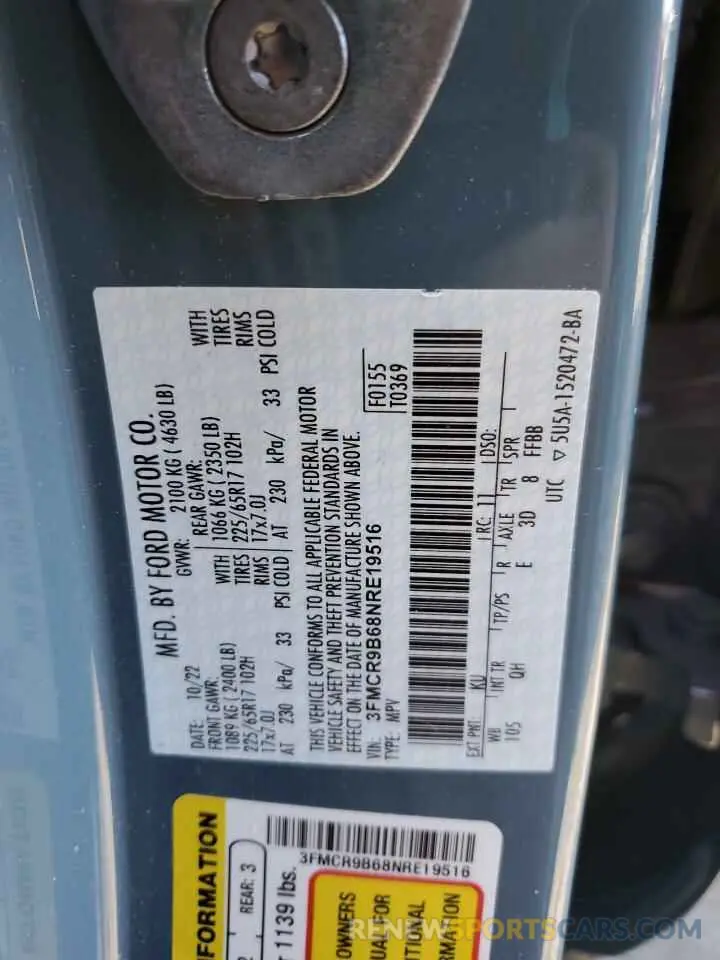 MFD. BY FORD MOTOR CO.
DATE: 10/22
GVWR: 2100 KG ( 4630 LB)
FRONT GAWR: 1089 KG ( 2400 LB)
WITH
225/65R17 102H TIRES
17x7.0J RIMS
AT 230 kPa/ 33 PSI COLD
REAR GAWR: 1066 KG ( 2350 LB)
WITH
225/65R17 102H TIRES
17x7.0J RIMS
AT 230 kPa/ 33 PSI COLD
THIS VEHICLE CONFORMS TO ALL APPLICABLE FEDERAL MOTOR
VEHICLE SAFETY AND THEFT PREVENTION STANDARDS IN
EFFECT ON THE DATE OF MANUFACTURE SHOWN ABOVE.
VIN: 3FMCR9B68NRE19516
TYPE: MPV
F0155
T0369
EXT PNT: KU RC: 11 DSO:
WB INT TR TP/PS R AXLE TR SPR
105 QH E 3D 8 FFBB
UTC ▽ 5U5A-1520472-BA
3FMCR9B68NRE19516
FORMATION
REAR: 3
1139 lbs.
OWNERS
FOR
RMATION
RENEWSPORTSCARS.COM